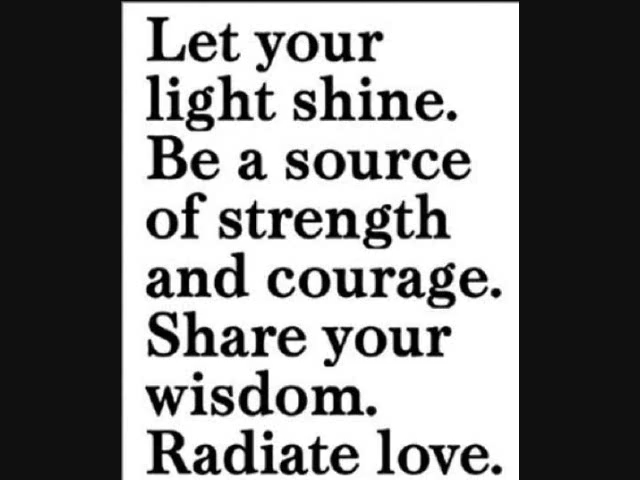 Let your
light shine.
Be a source
of strength
and courage.
Share your
wisdom.
Radiate love.